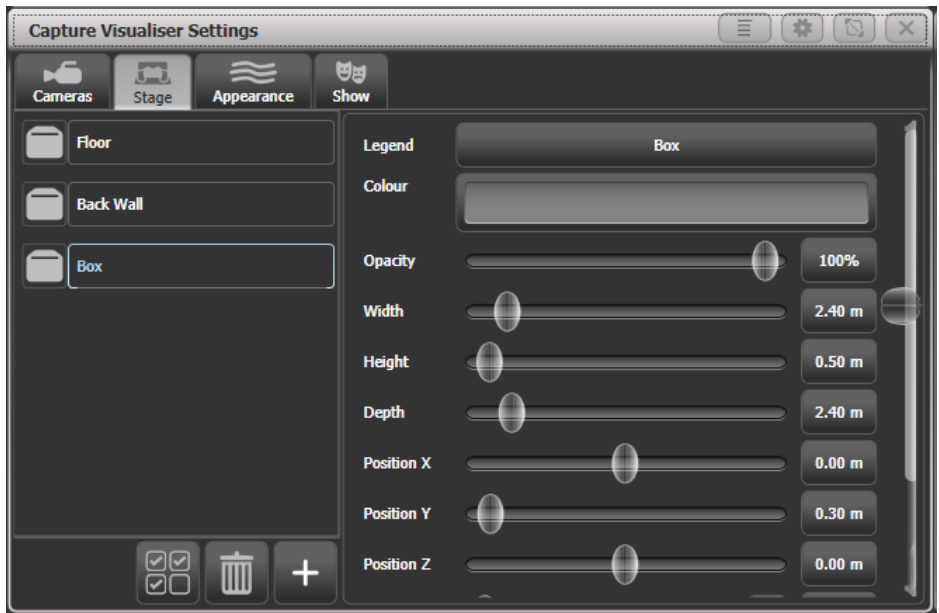 Capture Visualiser Settings
Cameras
Stage
Appearance
Show
Floor
Back Wall
Box
Legend
Box
Colour
Opacity
100%
Width
2.40 m
Height
0.50 m
Depth
2.40 m
Position X
0.00 m
Position Y
0.30 m
Position Z
0.00 m